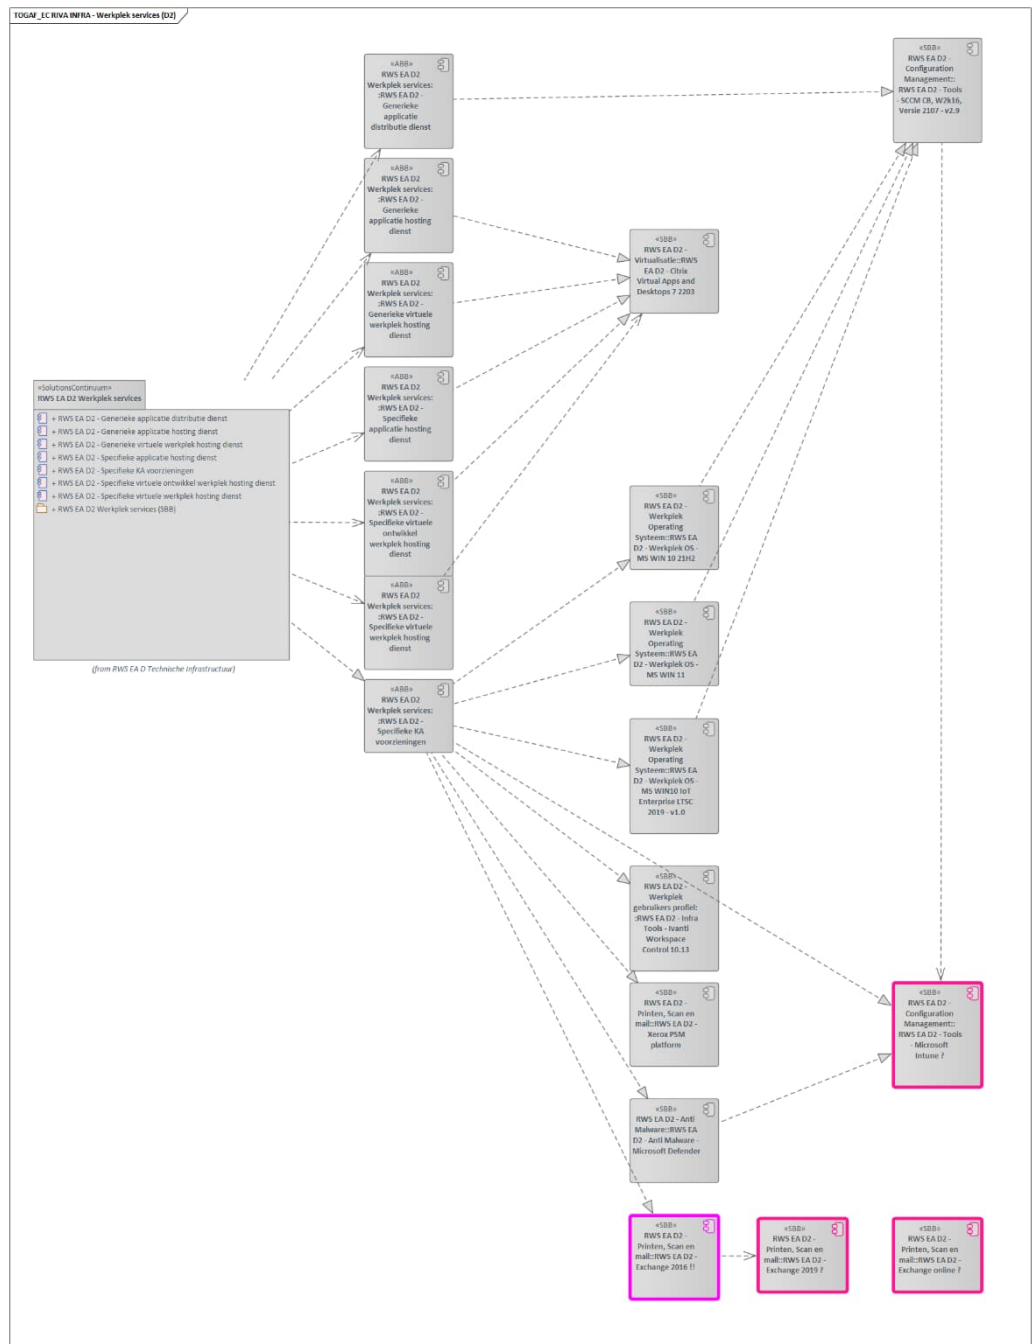 TOGAF_EC RIVA INFRA - Werkplek services (D2)
«ABB»
RWS EA D2
Werkplek services:
:RWS EA D2 -
Generieke
applicatie
distributie dienst
«SBB»
RWS EA D2 -
Configuration
Management::
RWS EA D2 - Tools
- SCCM CB, W2k16,
Versie 2107 - v2.9
«ABB»
RWS EA D2
Werkplek services:
:RWS EA D2 -
Generieke
applicatie hosting
dienst
«SBB»
RWS EA D2 -
Virtualisatie::RWS
EA D2 - Citrix
Virtual Apps and
Desktops 7 2203
«ABB»
RWS EA D2
Werkplek services:
:RWS EA D2 -
Generieke virtuele
werkplek hosting
dienst
«ABB»
RWS EA D2
Werkplek services:
:RWS EA D2 -
Specifieke
applicatie hosting
dienst
«SolutionsContinuum»
RWS EA D2 Werkplek services
+ RWS EA D2 - Generieke applicatie distributie dienst
+ RWS EA D2 - Generieke applicatie hosting dienst
+ RWS EA D2 - Generieke virtuele werkplek hosting dienst
+ RWS EA D2 - Specifieke applicatie hosting dienst
+ RWS EA D2 - Specifieke KA voorzieningen
+ RWS EA D2 - Specifieke virtuele ontwikkel werkplek hosting dienst
+ RWS EA D2 - Specifieke virtuele werkplek hosting dienst
+ RWS EA D2 Werkplek services (SBB)
(from RWS EA D Technische Infrastructuur)
«ABB»
RWS EA D2
Werkplek services:
:RWS EA D2 -
Specifieke virtuele
ontwikkel
werkplek hosting
dienst
«ABB»
RWS EA D2
Werkplek services:
:RWS EA D2 -
Specifieke virtuele
werkplek hosting
dienst
«ABB»
RWS EA D2
Werkplek services:
:RWS EA D2 -
Specifieke KA
voorzieningen
«SBB»
RWS EA D2 -
Werkplek
Operating
Systeem::RWS EA
D2 - Werkplek OS -
MS WIN 10 21H2
«SBB»
RWS EA D2 -
Werkplek
Operating
Systeem::RWS EA
D2 - Werkplek OS -
MS WIN 11
«SBB»
RWS EA D2 -
Werkplek
Operating
Systeem::RWS EA
D2 - Werkplek OS -
MS WIN10 IoT
Enterprise LTSC
2019 - v1.0
«SBB»
RWS EA D2 -
Werkplek
gebruikers profiel:
:RWS EA D2 - Infra
Tools - Ivanti
Workspace
Control 10.13
«SBB»
RWS EA D2 -
Printen, Scan en
mail::RWS EA D2 -
Xerox PSM
platform
«SBB»
RWS EA D2 -
Configuration
Management::
RWS EA D2 - Tools
- Microsoft
Intune ?
«SBB»
RWS EA D2 - Anti
Malware::RWS EA
D2 - Anti Malware -
Microsoft Defender
«SBB»
RWS EA D2 -
Printen, Scan en
mail::RWS EA D2 -
Exchange 2016 !!
«SBB»
RWS EA D2 -
Printen, Scan en
mail::RWS EA D2 -
Exchange 2019 ?
«SBB»
RWS EA D2 -
Printen, Scan en
mail::RWS EA D2 -
Exchange online ?